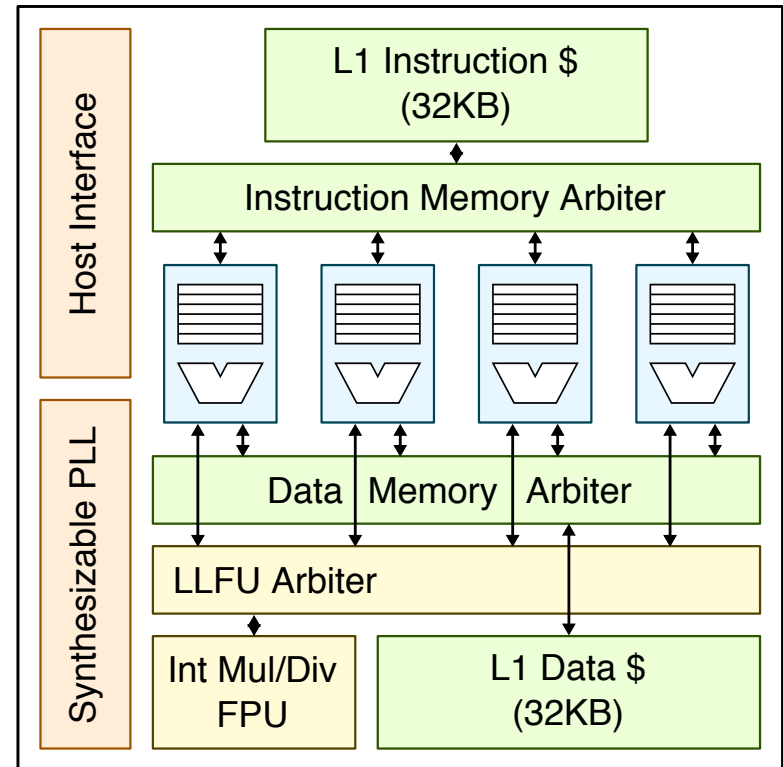 Host Interface
L1 Instruction $
(32KB)
Instruction Memory Arbiter
Synthesizable PLL
Data Memory Arbiter
LLFU Arbiter
Int Mul/Div
FPU
L1 Data $
(32KB)